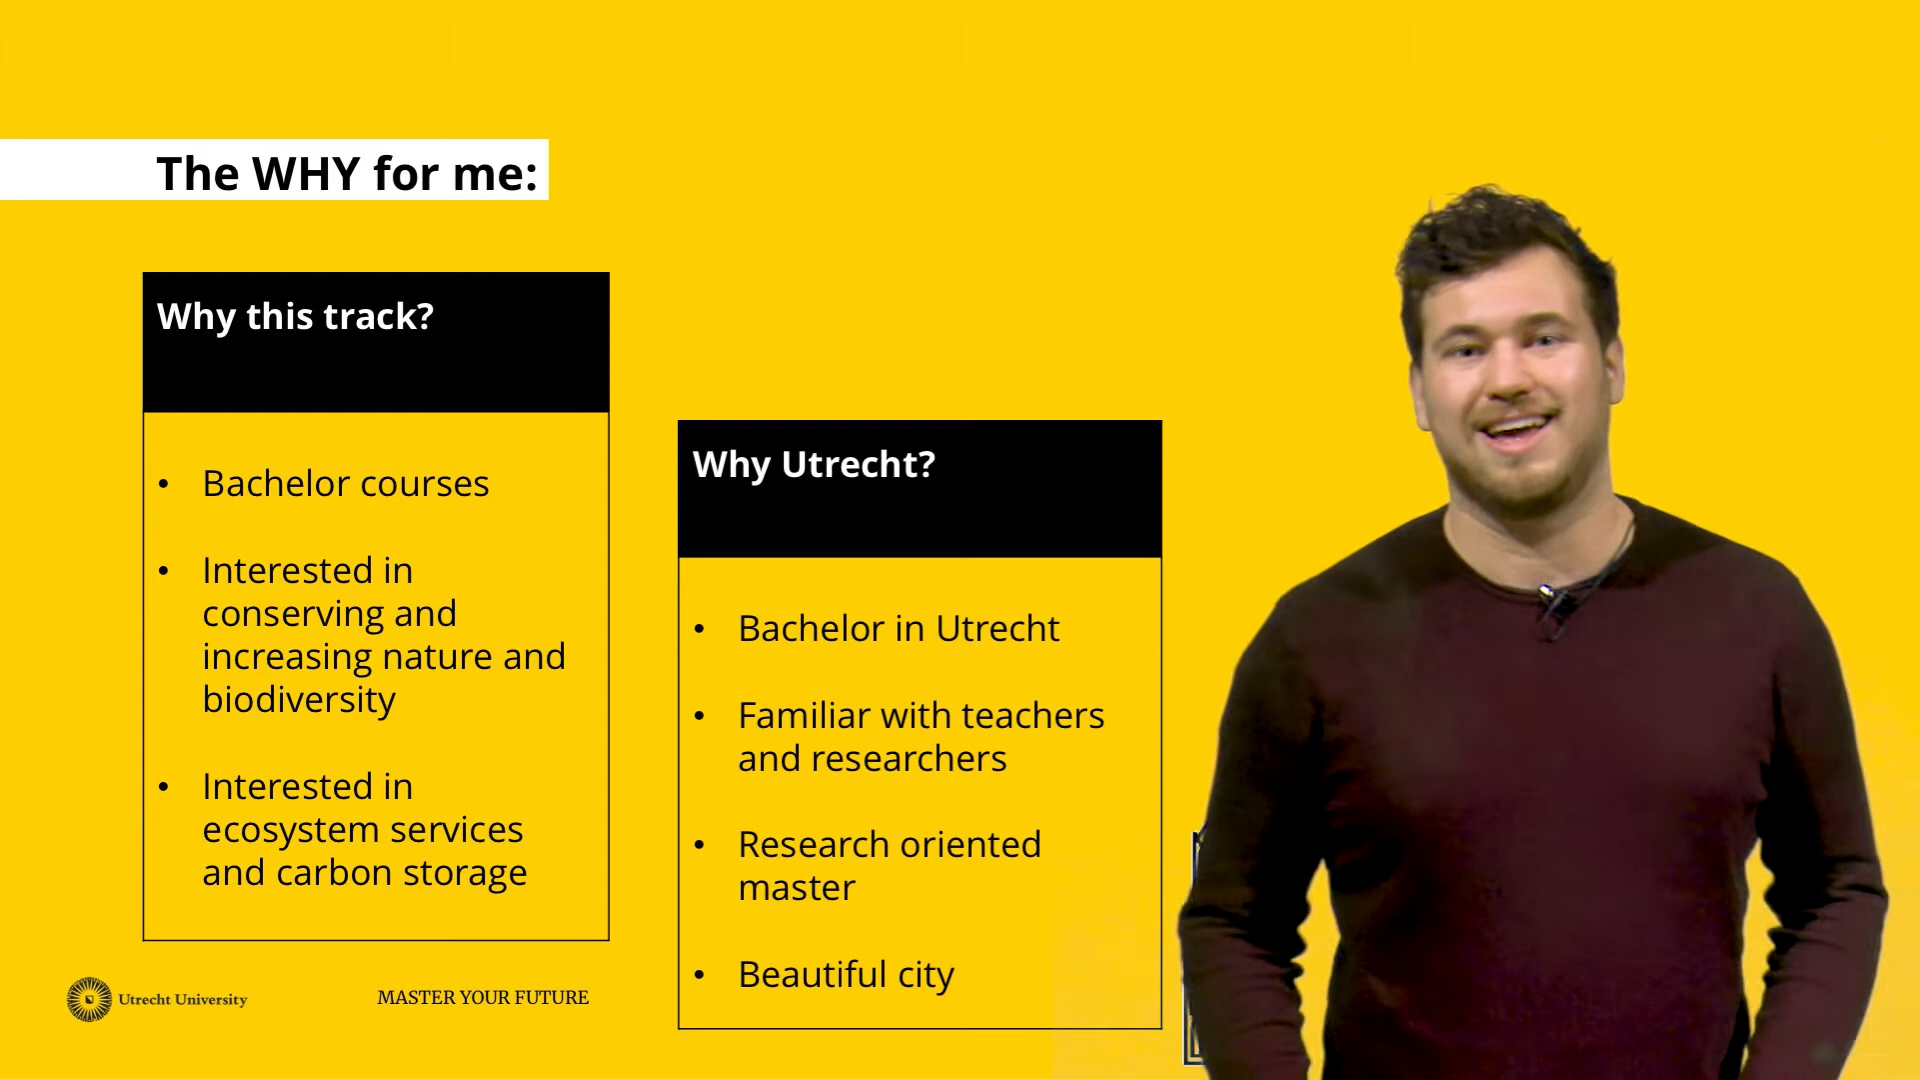 The WHY for me:
Why this track?
• Bachelor courses
• Interested in
conserving and
increasing nature and
biodiversity
• Interested in
ecosystem services
and carbon storage
Why Utrecht?
• Bachelor in Utrecht
• Familiar with teachers
and researchers
• Research oriented
master
• Beautiful city
Utrecht University
MASTER YOUR FUTURE